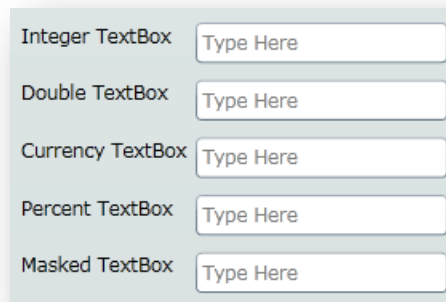 Integer TextBox Type Here
Double TextBox Type Here
Currency TextBox Type Here
Percent TextBox Type Here
Masked TextBox Type Here